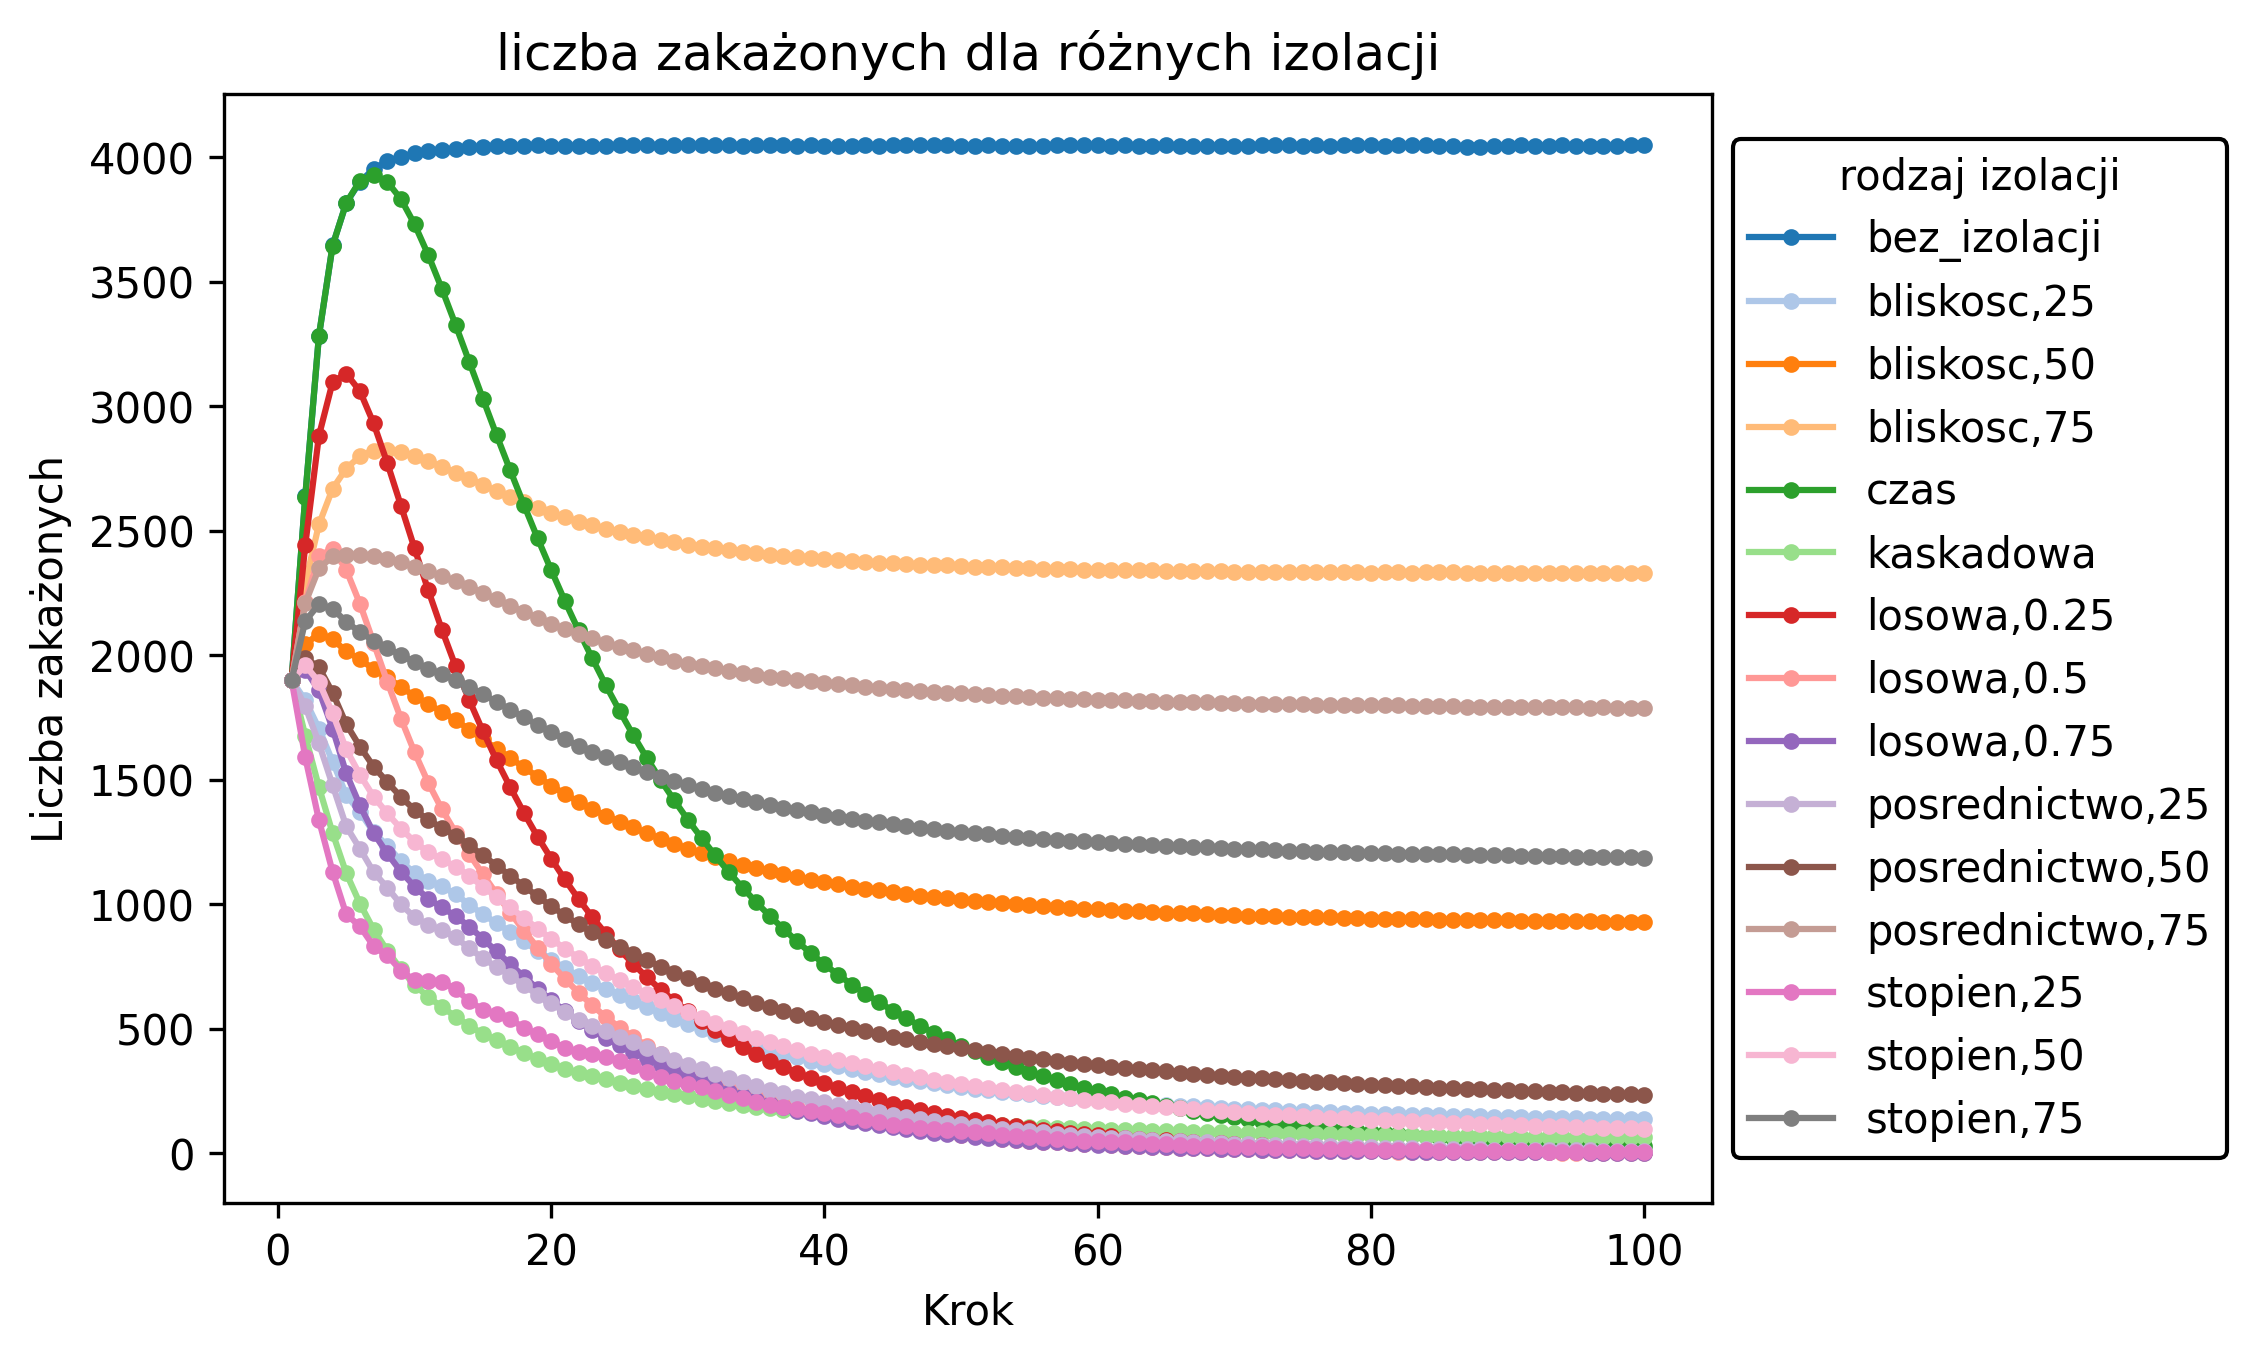 liczba zakażonych dla różnych izolacji
Liczba zakażonych
4000
3500
3000
2500
2000
1500
1000
500
0
0 20 40 60 80 100
Krok
rodzaj izolacji
bez_izolacji
bliskosc,25
bliskosc,50
bliskosc,75
czas
kaskadowa
losowa,0.25
losowa,0.5
losowa,0.75
posrednictwo,25
posrednictwo,50
posrednictwo,75
stopien,25
stopien,50
stopien,75